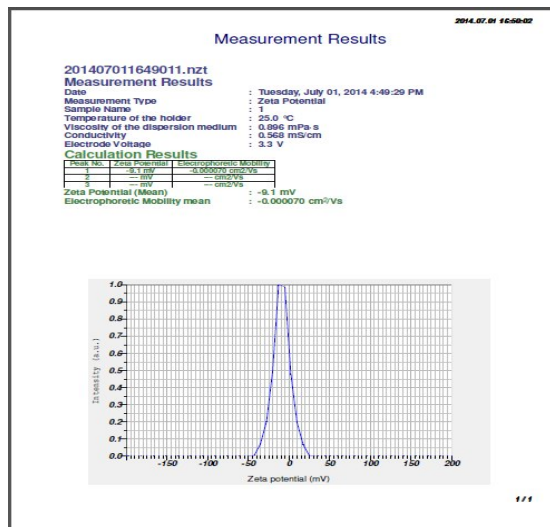 2014.07.01 16:50:02
Measurement Results
201407011649011.nzt
Measurement Results
Date : Tuesday, July 01, 2014 4:49:29 PM
Measurement Type : Zeta Potential
Sample Name : 1
Temperature of the holder : 25.0 °C
Viscosity of the dispersion medium : 0.896 mPa·s
Conductivity : 0.568 mS/cm
Electrode Voltage : 3.3 V
Calculation Results
Peak No. Zeta Potential Electrophoretic Mobility
1 -9.1 mV -0.000070 cm2/Vs
2 --- mV --- cm2/Vs
3 --- mV --- cm2/Vs
Zeta Potential (Mean) : -9.1 mV
Electrophoretic Mobility mean : -0.000070 cm²/Vs
1.0
0.9
0.8
0.7
0.6
0.5
0.4
0.3
0.2
0.1
0.0
Intensity (a.u.)
-150 -100 -50 0 50 100 150 200
Zeta potential (mV)
1 / 1